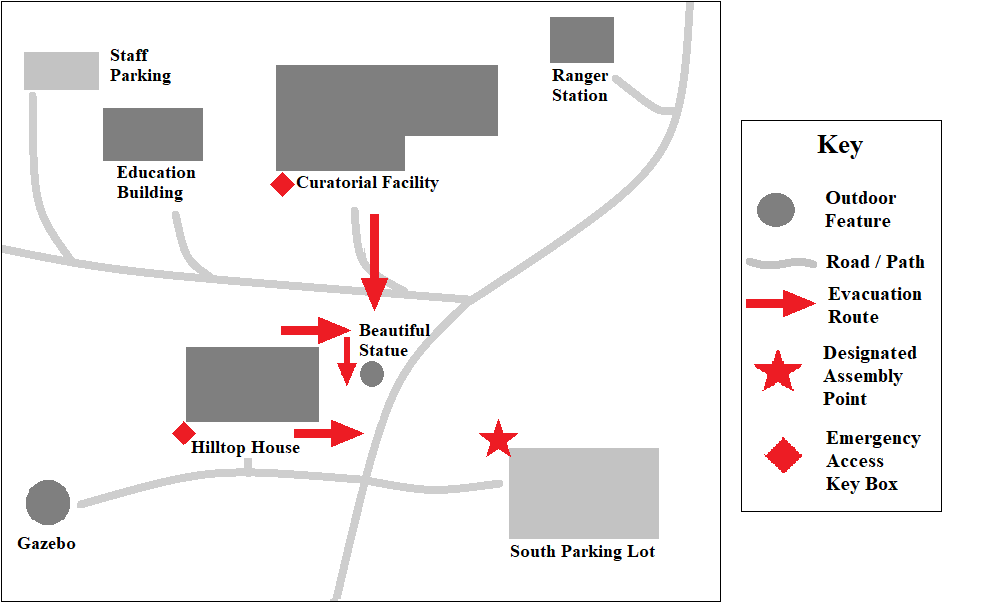 Staff
Parking
Ranger
Station
Education
Building
Curatorial Facility
Beautiful
Statue
Hilltop House
Gazebo
South Parking Lot
Key
Outdoor
Feature
Road / Path
Evacuation
Route
Designated
Assembly
Point
Emergency
Access
Key Box